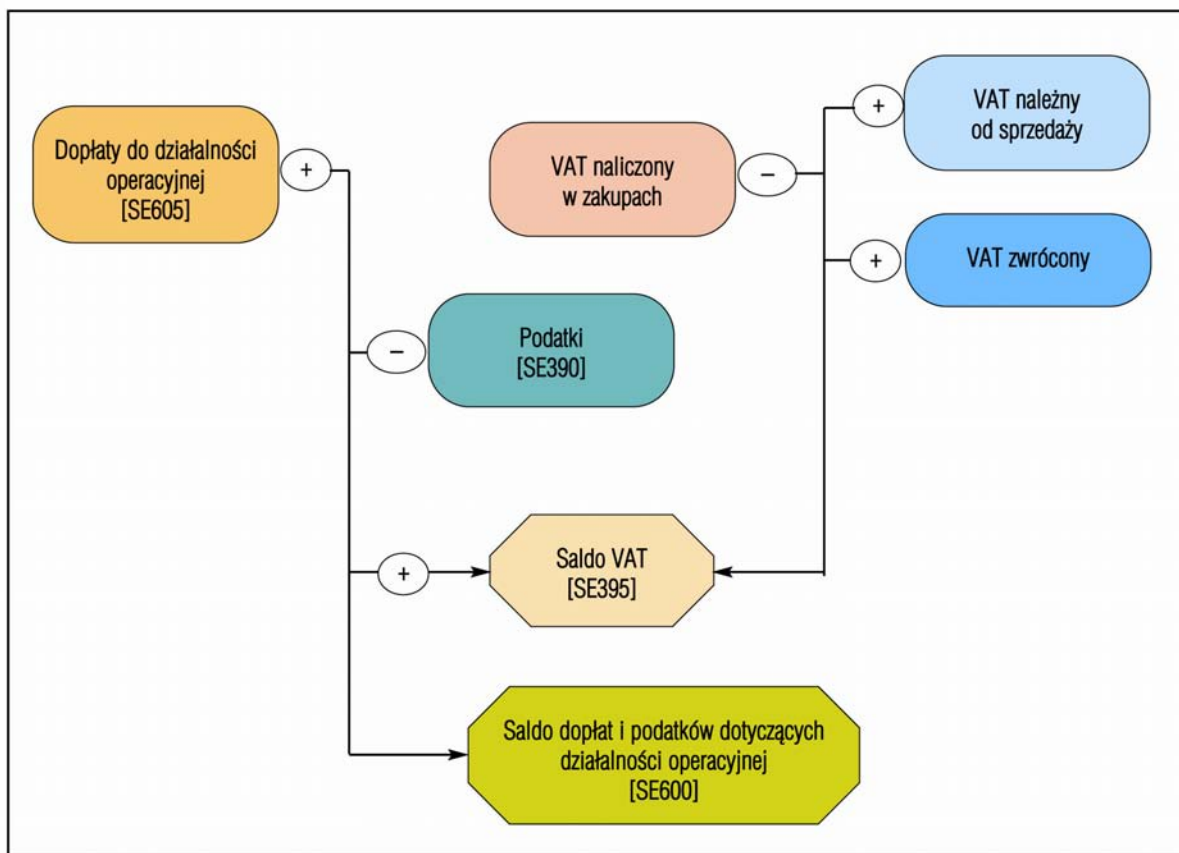 Dopłaty do działalności
operacyjnej
[SE605]
+
VAT naliczony
w zakupach
−
+
VAT należny
od sprzedaży
+
VAT zwrócony
−
Podatki
[SE390]
+
Saldo VAT
[SE395]
Saldo dopłat i podatków dotyczących
działalności operacyjnej
[SE600]